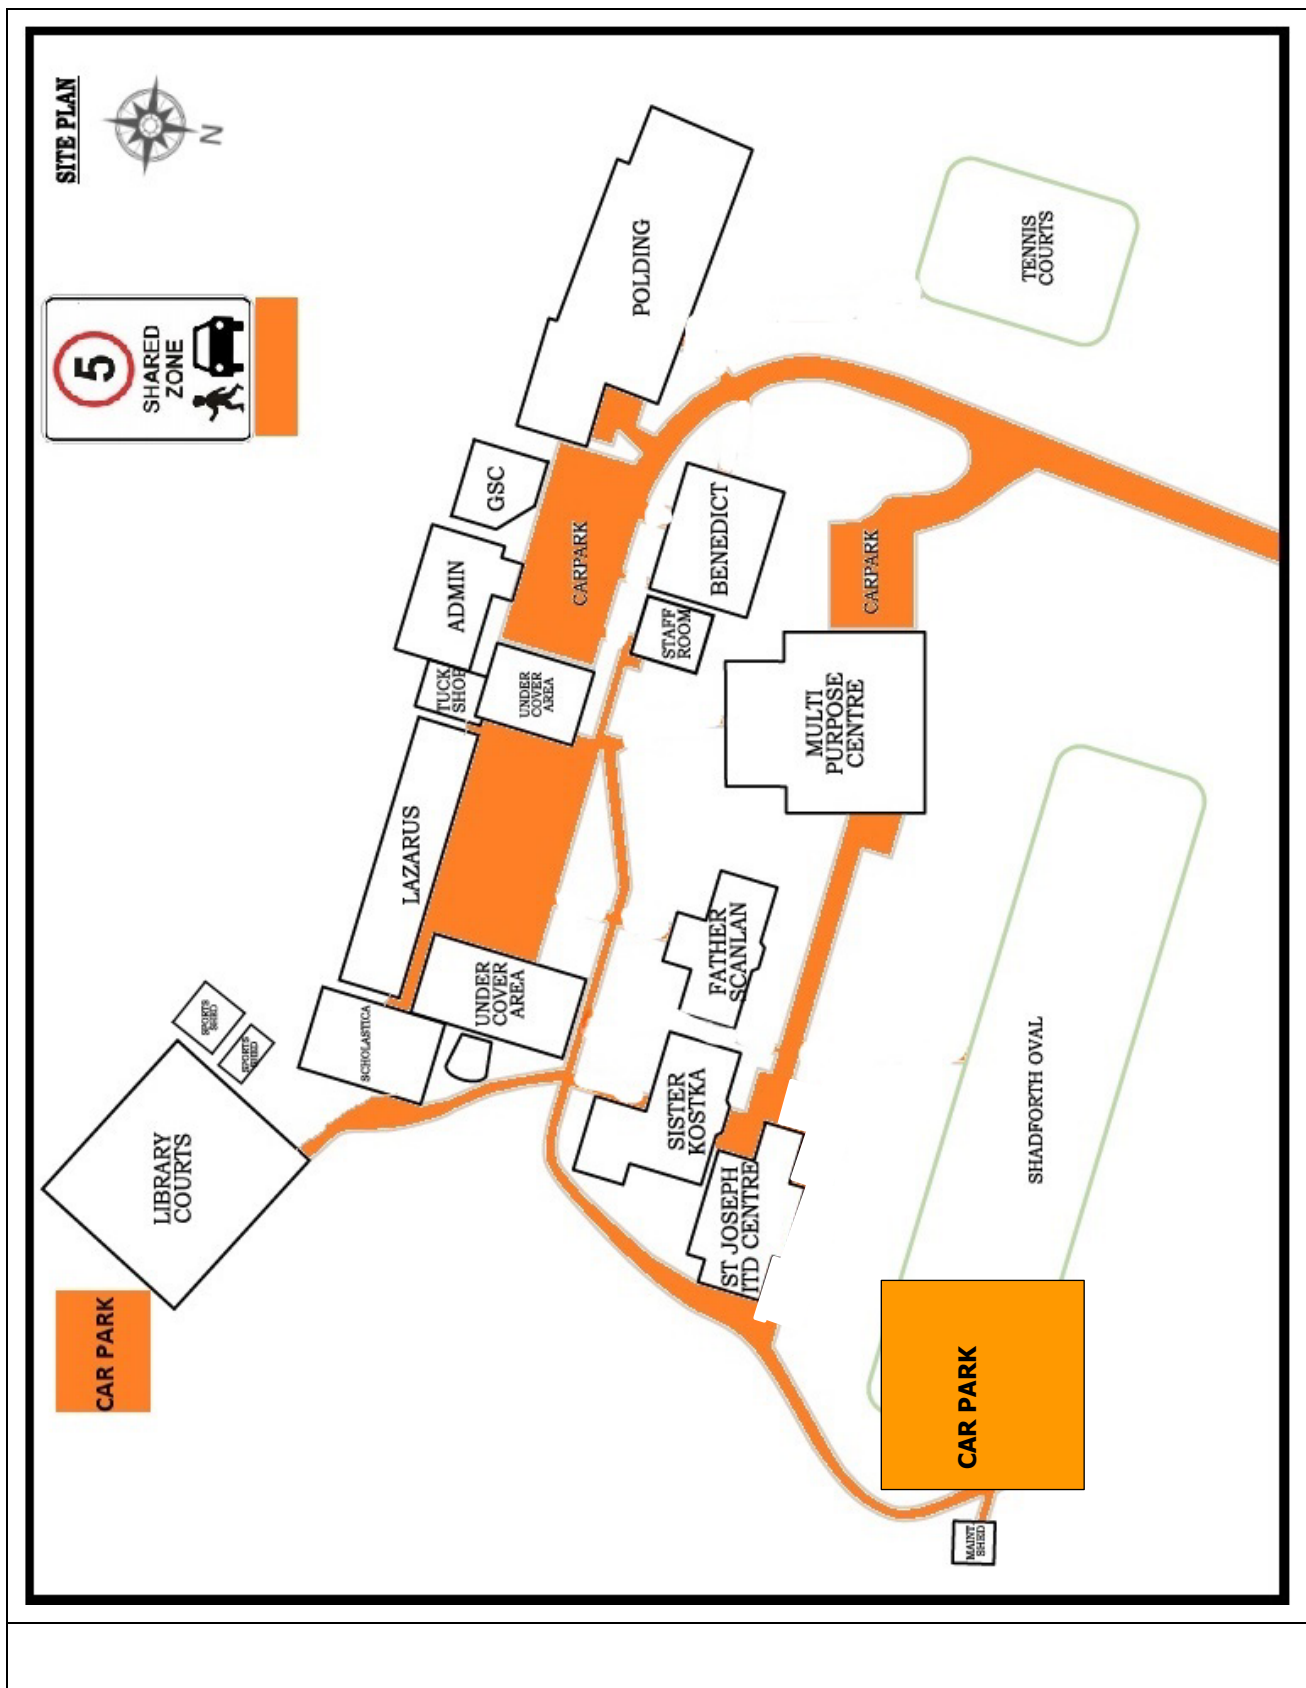 SITE PLAN
N
5
SHARED
ZONE
POLDING
TENNIS
COURTS
GSC
ADMIN
CARPARK
BENEDICT
CARPARK
STAFF
ROOM
TUCK
SHOP
UNDER
COVER
AREA
MULTI
PURPOSE
CENTRE
LAZARUS
FATHER
SCANLAN
UNDER
COVER
AREA
SCHOLASTICA
SPORTS
SHED
SPORTS
SHED
LIBRARY
COURTS
SISTER
KOSTKA
ST JOSEPH
ITD CENTRE
SHADFORTH OVAL
CAR PARK
CAR PARK
MAINT.
SHED